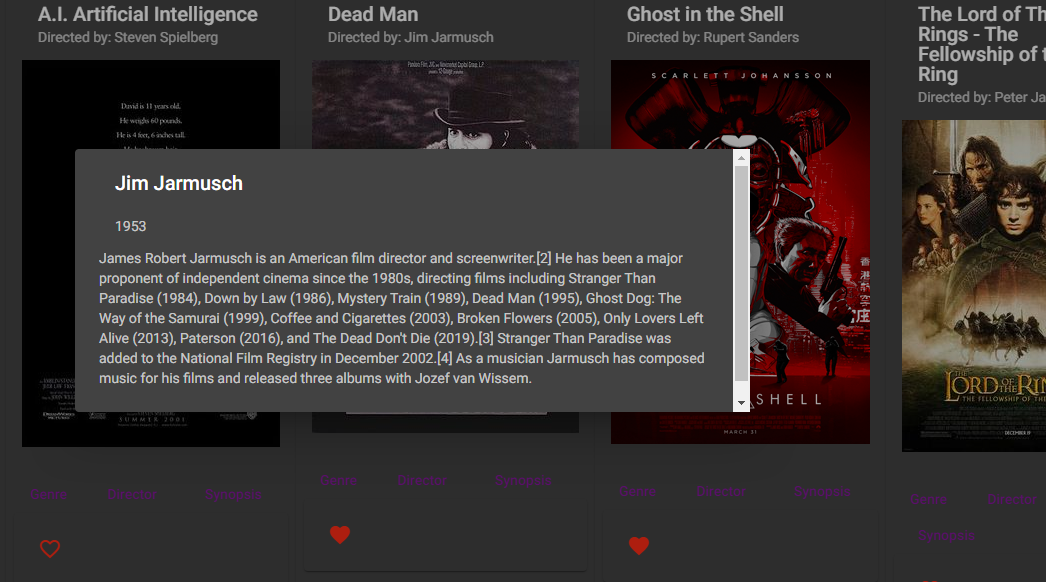 A.I. Artificial Intelligence
Directed by: Steven Spielberg
Dead Man
Directed by: Jim Jarmusch
Ghost in the Shell
Directed by: Rupert Sanders
The Lord of Th
Rings - The
Fellowship of t
Ring
Directed by: Peter Ja
David is 11 years old.
He weighs 60 pounds.
He is 4 feet, 6 inches tall.
SCARLETT JOHANSSON
Jim Jarmusch
1953
James Robert Jarmusch is an American film director and screenwriter.[2] He has been a major
proponent of independent cinema since the 1980s, directing films including Stranger Than
Paradise (1984), Down by Law (1986), Mystery Train (1989), Dead Man (1995), Ghost Dog: The
Way of the Samurai (1999), Coffee and Cigarettes (2003), Broken Flowers (2005), Only Lovers Left
Alive (2013), Paterson (2016), and The Dead Don't Die (2019).[3] Stranger Than Paradise was
added to the National Film Registry in December 2002.[4] As a musician Jarmusch has composed
music for his films and released three albums with Jozef van Wissem.
SUMMER 2001
SHELL
MARCH 31
THE
LORD OF THE RIN
THE FELLOWSHIP OF THE
DECEMBER 19
Genre Director Synopsis
Genre Director Synopsis
Genre Director Synopsis
Genre Director
Synopsis